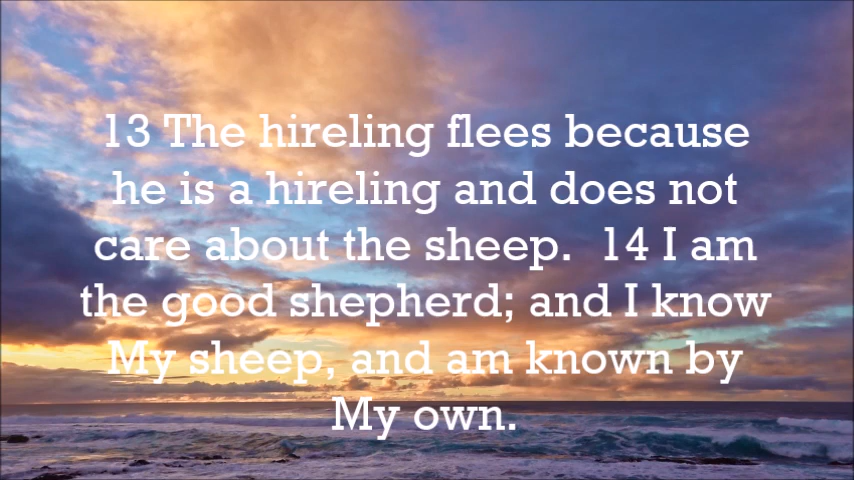 13 The hireling flees because
he is a hireling and does not
care about the sheep.  14 I am
the good shepherd; and I know
My sheep, and am known by
My own.